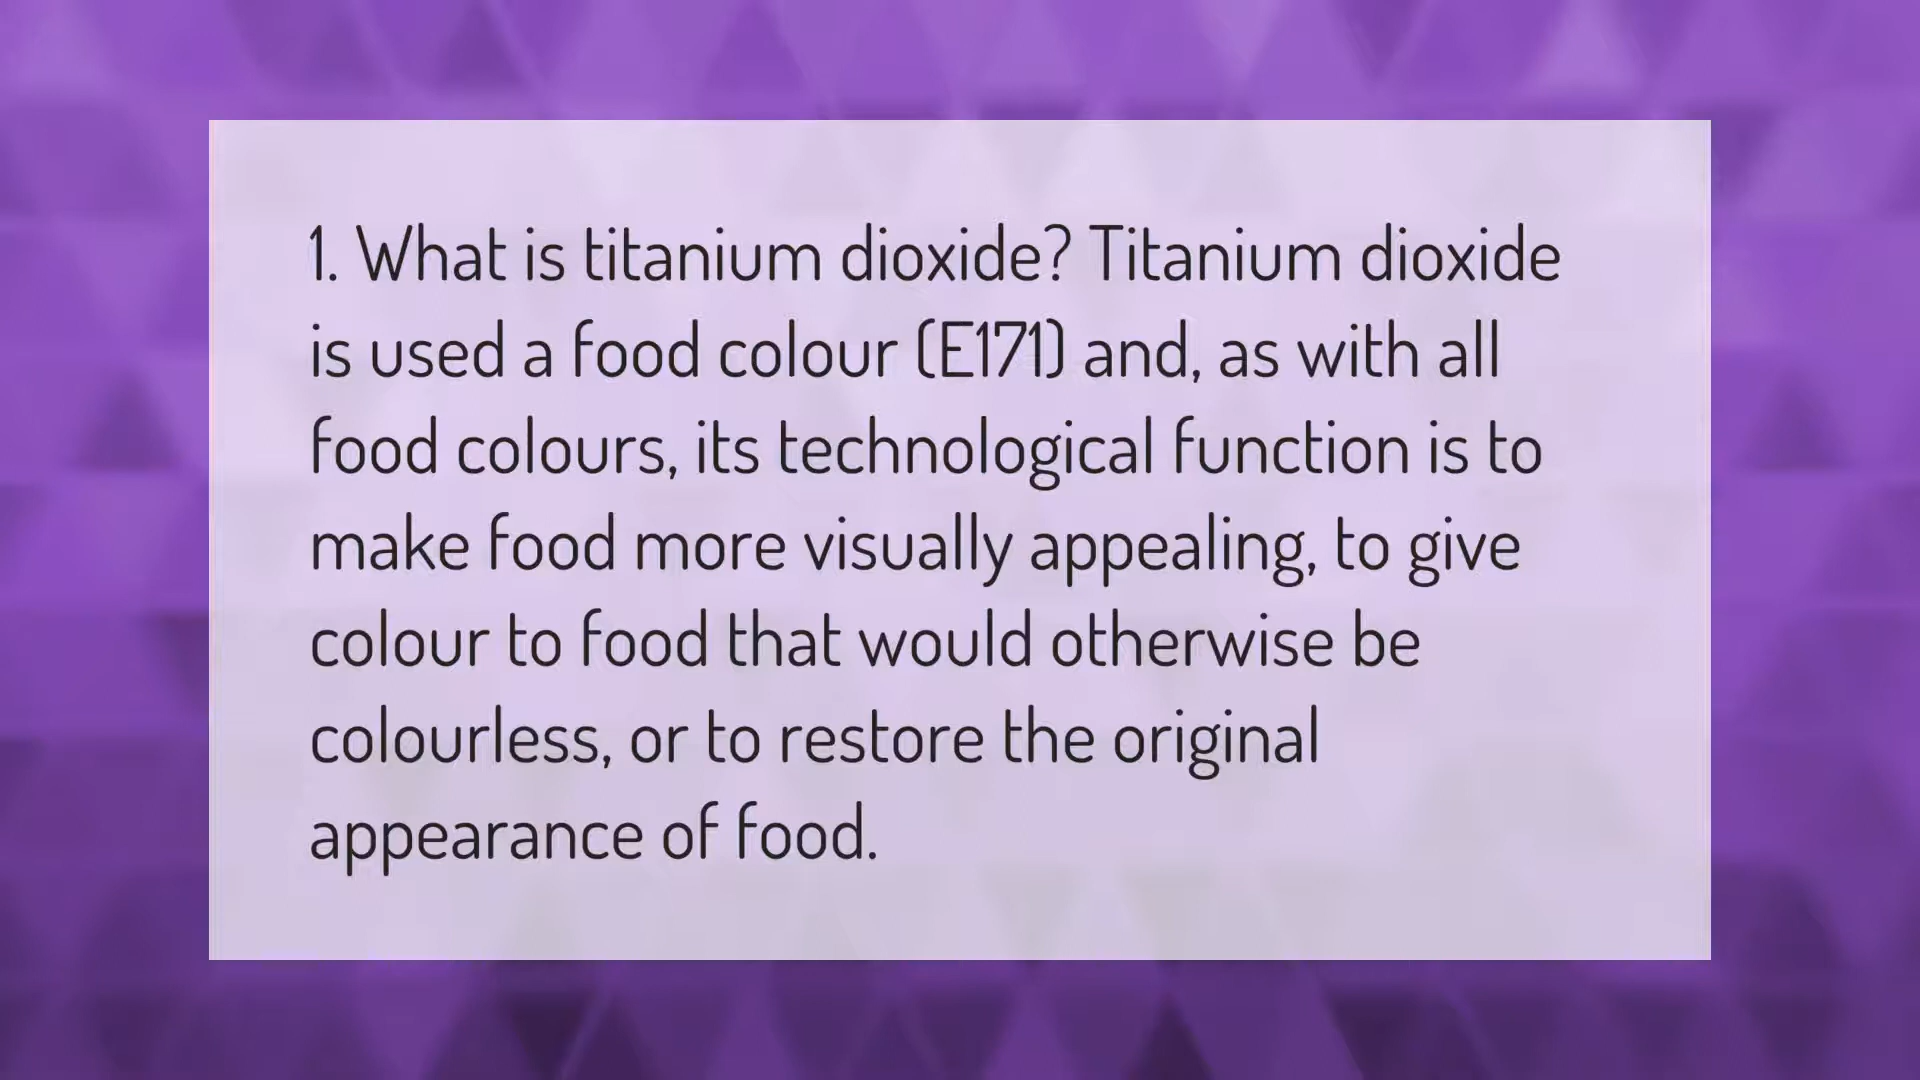 1. What is titanium dioxide? Titanium dioxide
is used a food colour (E171) and, as with all
food colours, its technological function is to
make food more visually appealing, to give
colour to food that would otherwise be
colourless, or to restore the original
appearance of food.